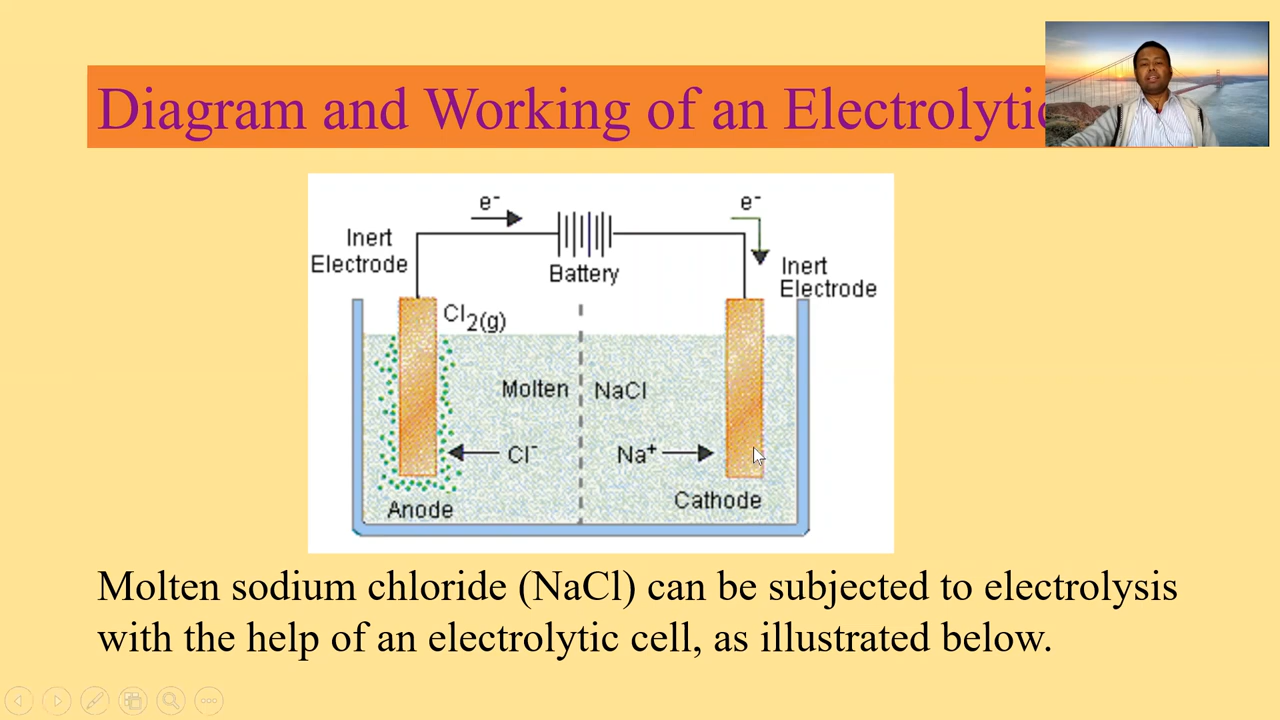 Diagram and Working of an Electrolytic
e⁻
e⁻
Inert
Electrode
Battery
Inert
Electrode
Cl₂(g)
Molten NaCl
Cl⁻
Na⁺
Anode
Cathode
Molten sodium chloride (NaCl) can be subjected to electrolysis
with the help of an electrolytic cell, as illustrated below.